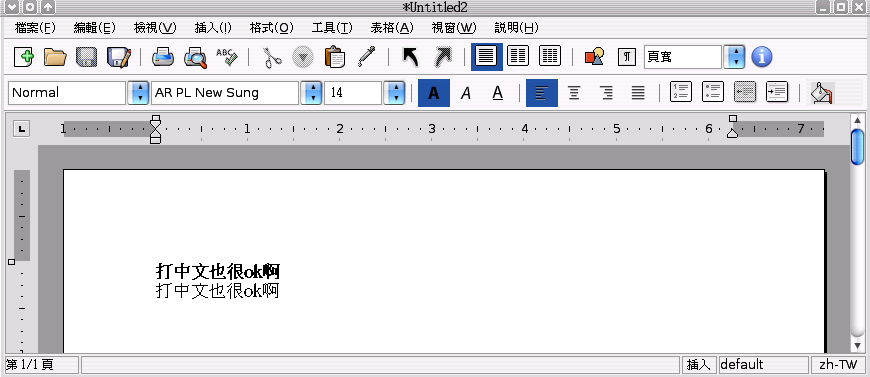 *Untitled2
檔案(F) 編輯(E) 檢視(V) 插入(I) 格式(O) 工具(T) 表格(A) 視窗(W) 説明(H)
ABC ¶ 頁寬 i
Normal AR PL New Sung 14 A A A
1 1 2 3 4 5 6 7
打中文也很ok啊
打中文也很ok啊
第 1/1 頁 插入 default zh-TW